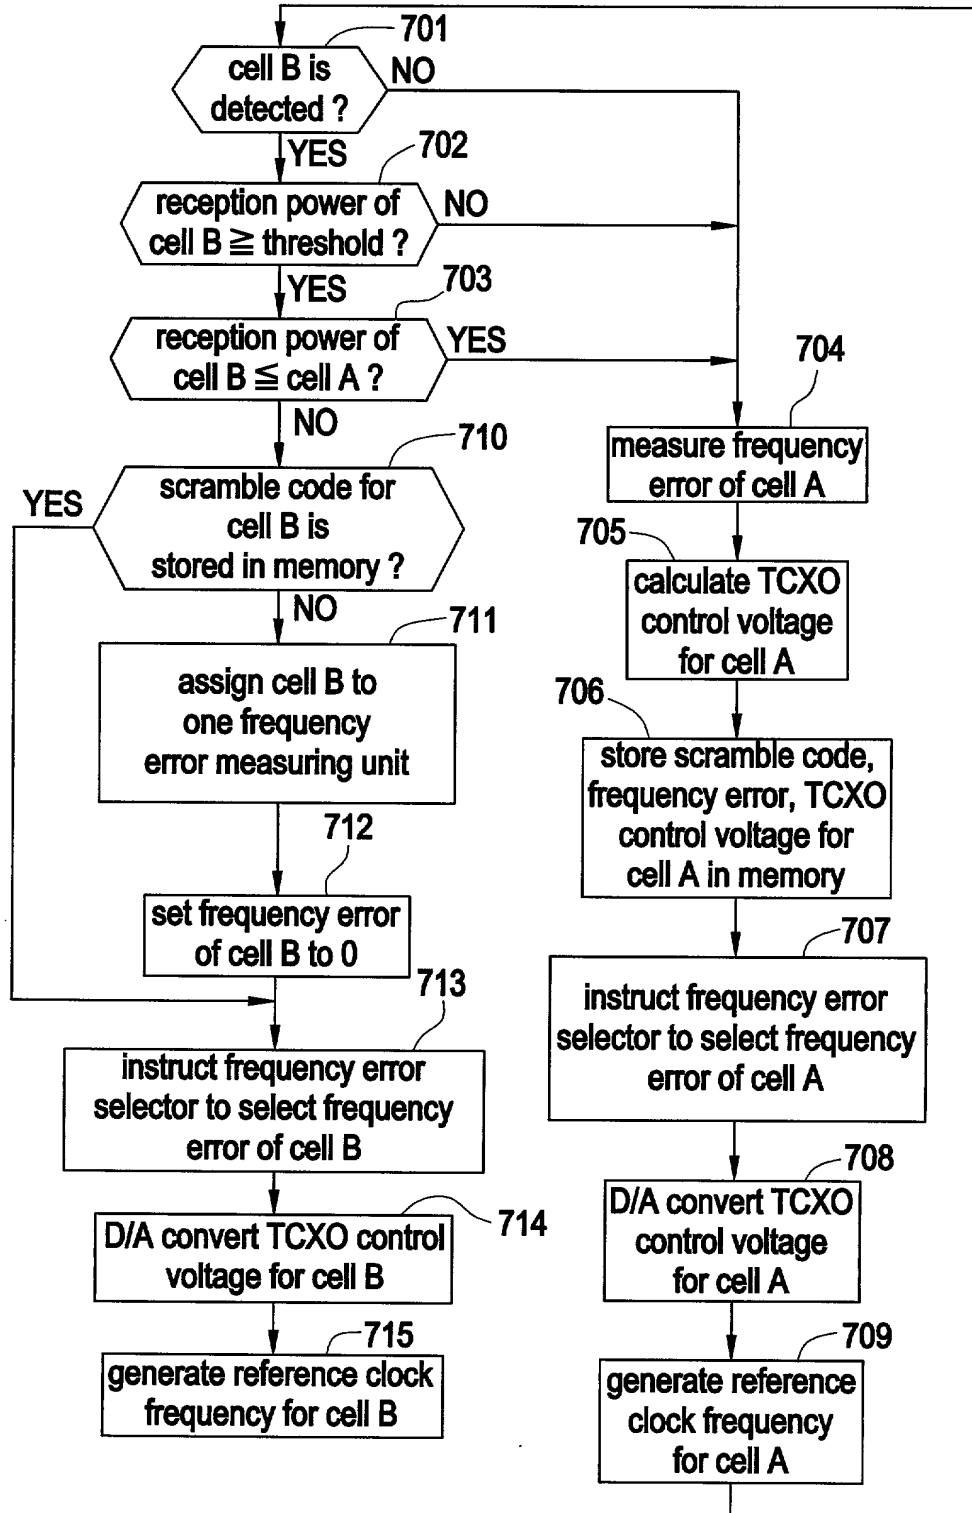 701
cell B is
detected ?
NO
YES
702
reception power of
cell B ≧ threshold ?
NO
YES
703
reception power of
cell B ≦ cell A ?
YES
NO
710
scramble code for
cell B is
stored in memory ?
YES
NO
711
assign cell B to
one frequency
error measuring unit
712
set frequency error
of cell B to 0
713
instruct frequency error
selector to select frequency
error of cell B
714
D/A convert TCXO control
voltage for cell B
715
generate reference clock
frequency for cell B
704
measure frequency
error of cell A
705
calculate TCXO
control voltage
for cell A
706
store scramble code,
frequency error, TCXO
control voltage for
cell A in memory
707
instruct frequency error
selector to select frequency
error of cell A
708
D/A convert TCXO
control voltage
for cell A
709
generate reference
clock frequency
for cell A